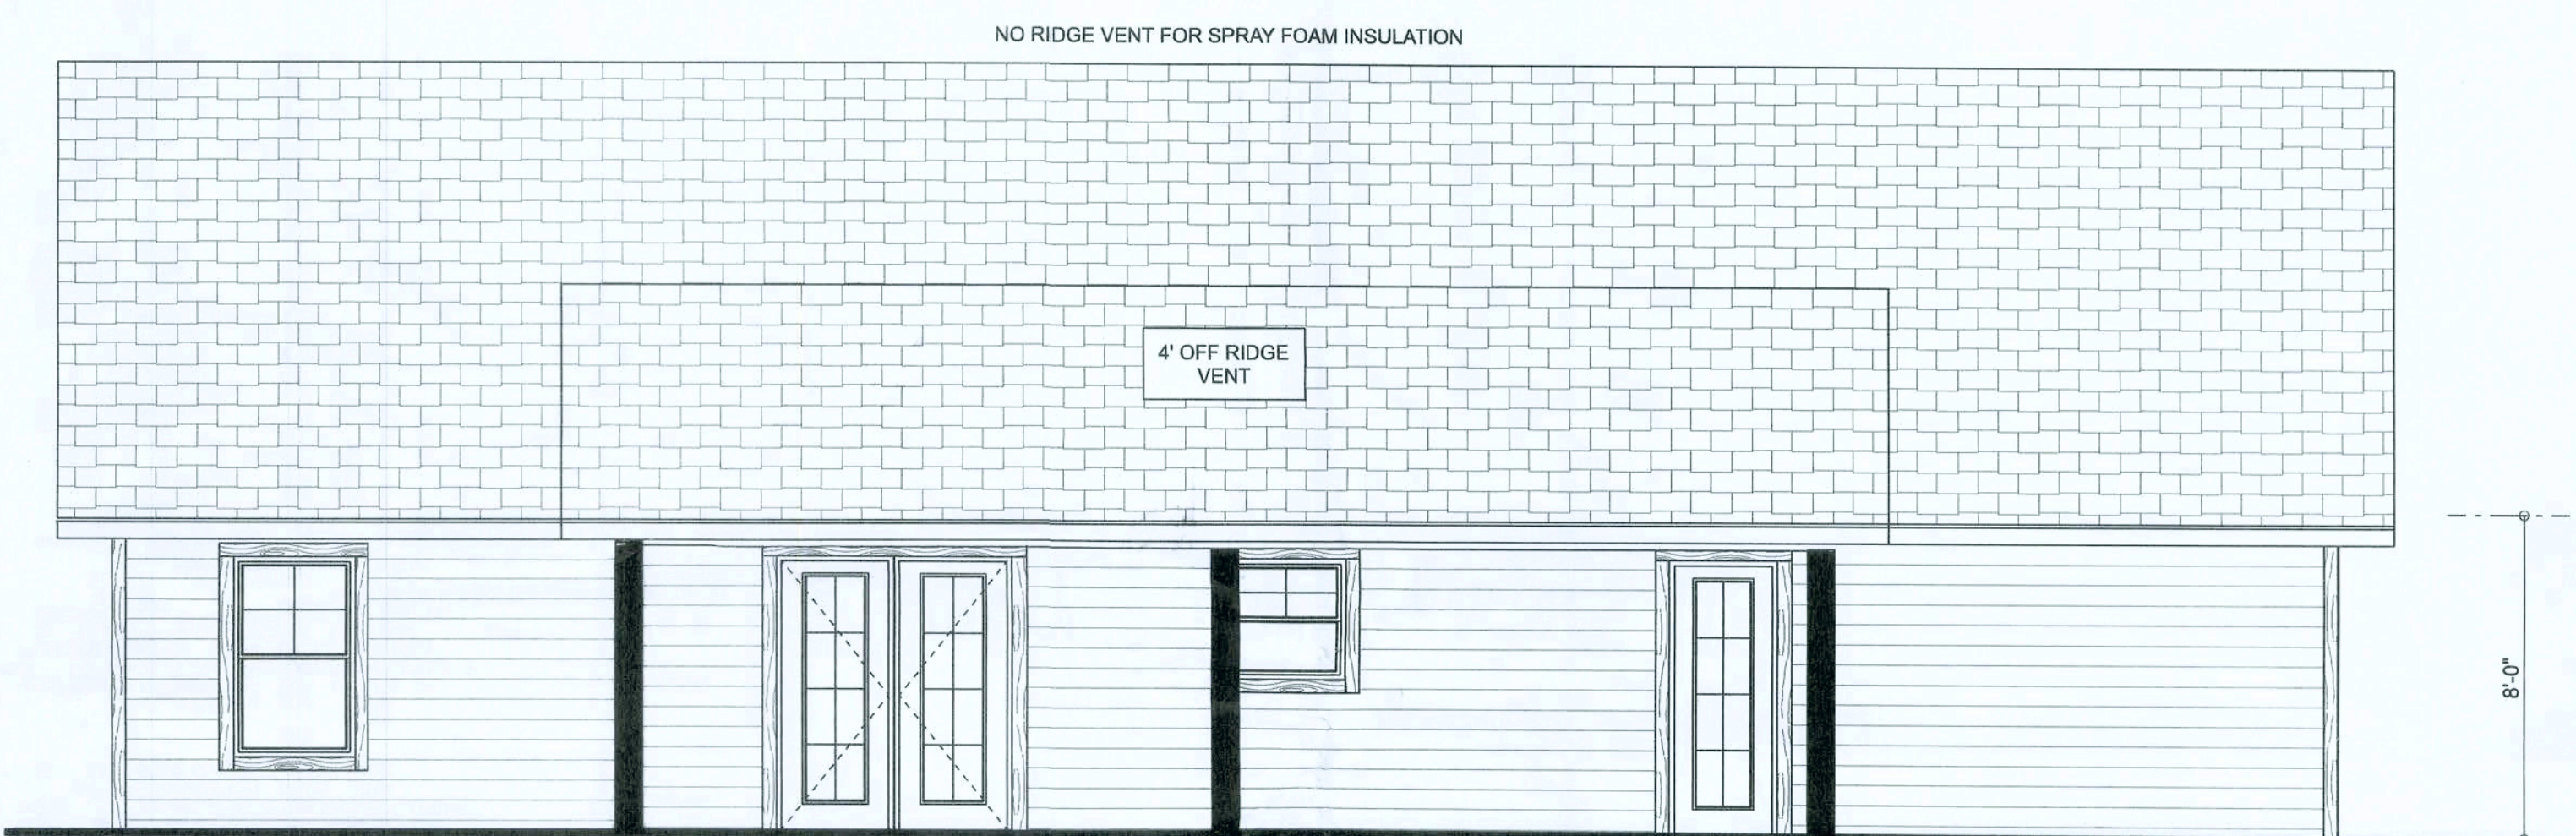 NO RIDGE VENT FOR SPRAY FOAM INSULATION
4' OFF RIDGE
VENT
8'-0"